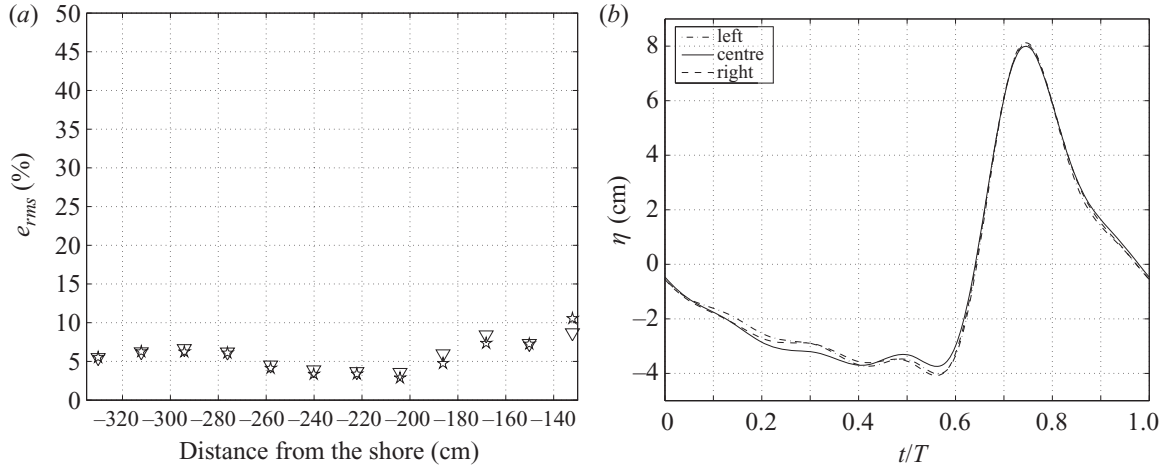 (a)
50
45
40
35
30
25
20
15
10
5
0
e_rms (%)
−320 −300 −280 −260 −240 −220 −200 −180 −160 −140
Distance from the shore (cm)
(b)
left
centre
right
8
6
4
2
0
−2
−4
η (cm)
0 0.2 0.4 0.6 0.8 1.0
t/T